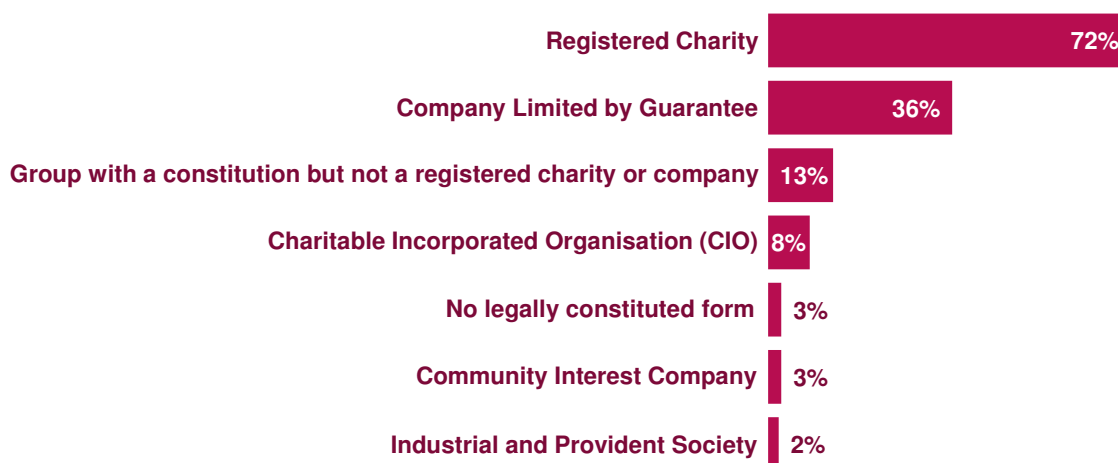 Registered Charity 72%
Company Limited by Guarantee 36%
Group with a constitution but not a registered charity or company 13%
Charitable Incorporated Organisation (CIO) 8%
No legally constituted form 3%
Community Interest Company 3%
Industrial and Provident Society 2%